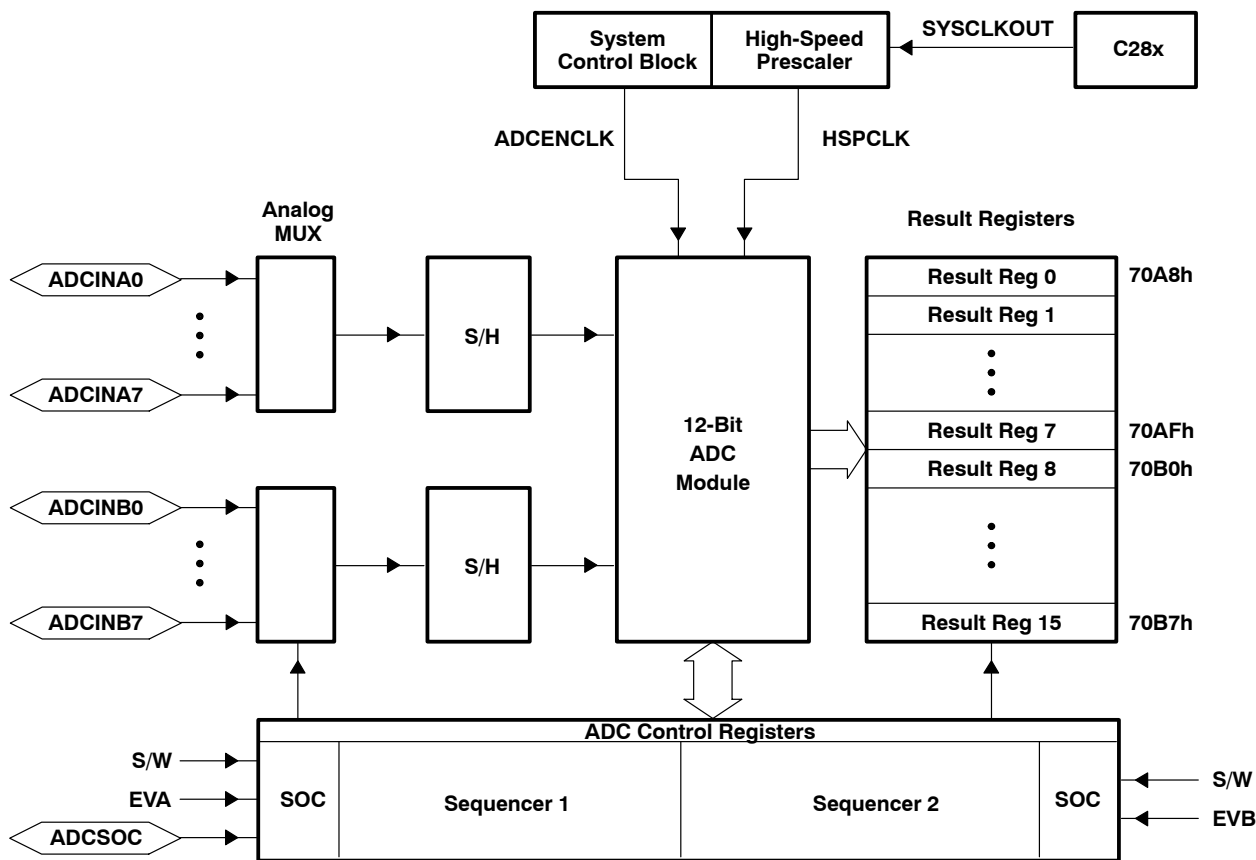 System
Control Block
High-Speed
Prescaler
SYSCLKOUT
C28x
ADCENCLK
HSPCLK
Analog
MUX
Result Registers
ADCINA0
ADCINA7
S/H
12-Bit
ADC
Module
Result Reg 0
70A8h
Result Reg 1
Result Reg 7
70AFh
Result Reg 8
70B0h
ADCINB0
ADCINB7
S/H
Result Reg 15
70B7h
ADC Control Registers
S/W
EVA
ADCSOC
SOC
Sequencer 1
Sequencer 2
SOC
S/W
EVB